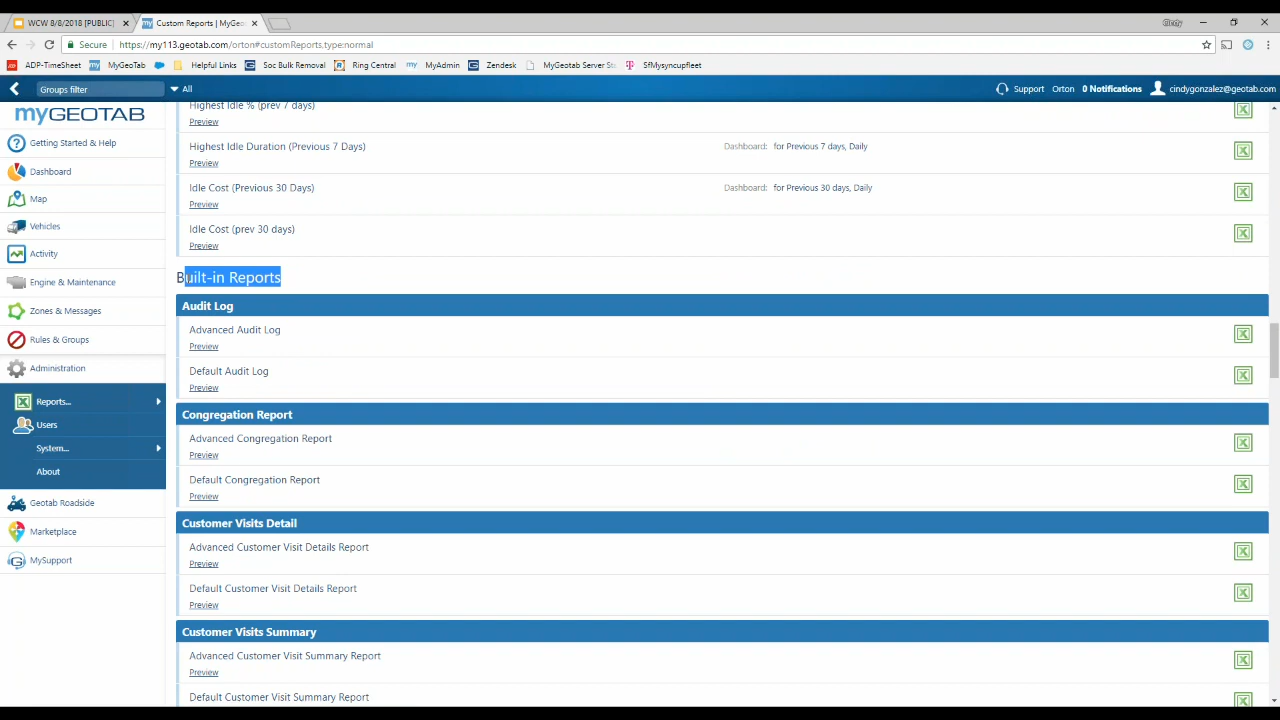 WCW 8/8/2018 [PUBLIC]
Custom Reports | MyGeo
Secure
https://my113.geotab.com/orton#customReports,type:normal
ADP-TimeSheet
MyGeoTab
Helpful Links
Soc Bulk Removal
Ring Central
MyAdmin
Zendesk
MyGeotab Server St
SfMysyncupfleet
Groups filter
All
Support
Orton
0 Notifications
cindygonzalez@geotab.com
myGEOTAB
Getting Started & Help
Dashboard
Map
Vehicles
Activity
Engine & Maintenance
Zones & Messages
Rules & Groups
Administration
Reports...
Users
System...
About
Geotab Roadside
Marketplace
MySupport
Highest Idle % (prev 7 days)
Preview
Highest Idle Duration (Previous 7 Days)
Dashboard: for Previous 7 days, Daily
Preview
Idle Cost (Previous 30 Days)
Dashboard: for Previous 30 days, Daily
Preview
Idle Cost (prev 30 days)
Preview
Built-in Reports
Audit Log
Advanced Audit Log
Preview
Default Audit Log
Preview
Congregation Report
Advanced Congregation Report
Preview
Default Congregation Report
Preview
Customer Visits Detail
Advanced Customer Visit Details Report
Preview
Default Customer Visit Details Report
Preview
Customer Visits Summary
Advanced Customer Visit Summary Report
Preview
Default Customer Visit Summary Report